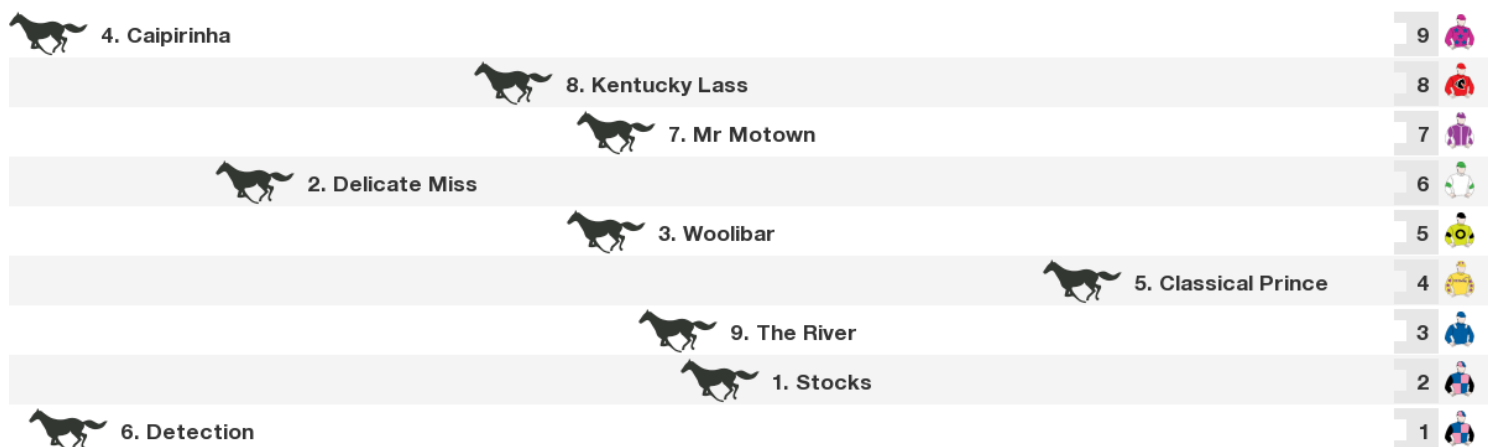 4. Caipirinha 9
8. Kentucky Lass 8
7. Mr Motown 7
2. Delicate Miss 6
3. Woolibar 5
5. Classical Prince 4
9. The River 3
1. Stocks 2
6. Detection 1